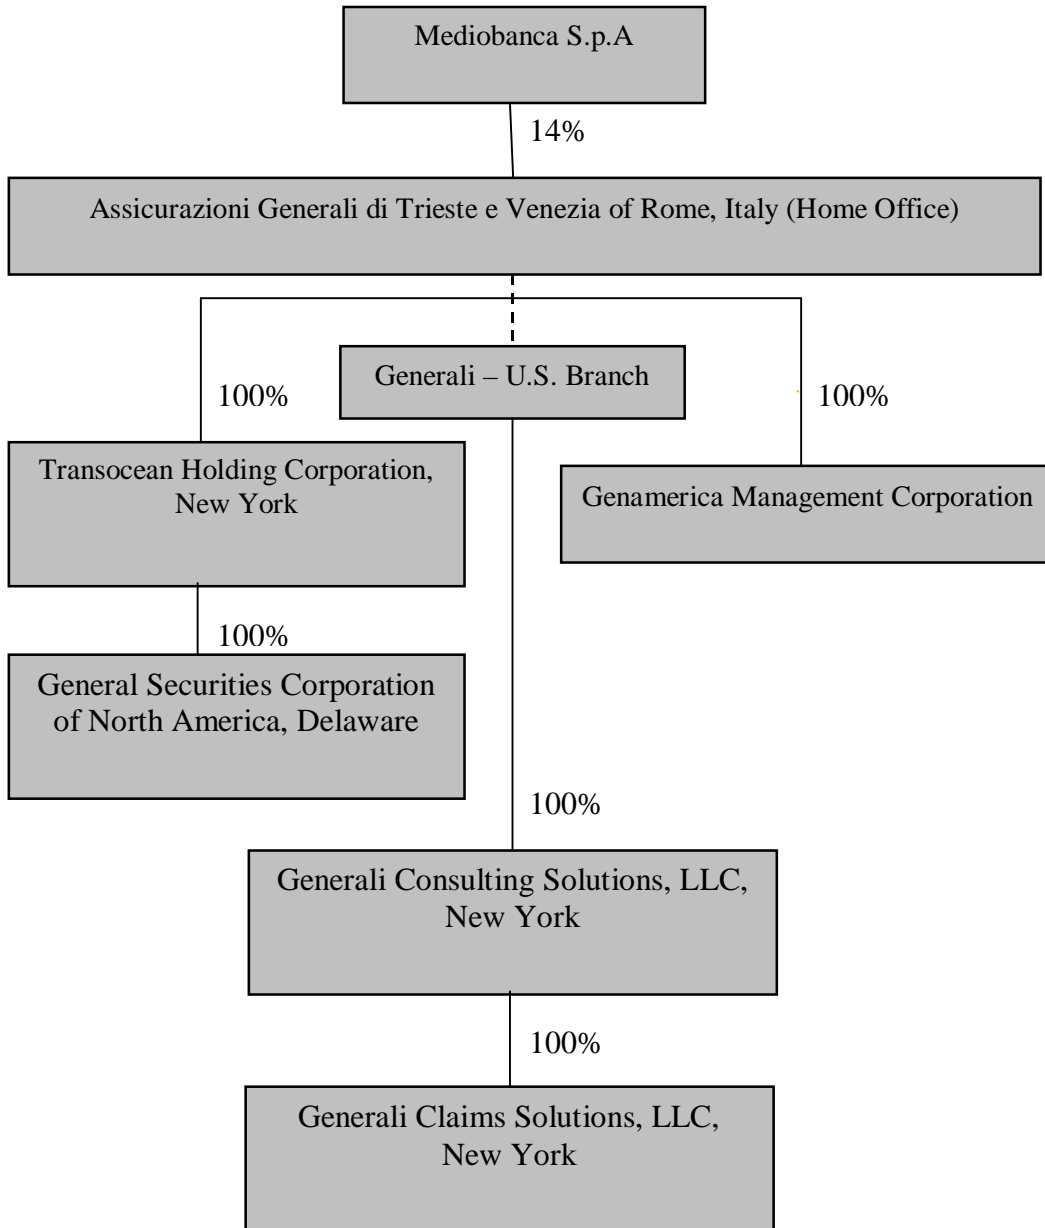 Mediobanca S.p.A
14%
Assicurazioni Generali di Trieste e Venezia of Rome, Italy (Home Office)
Generali – U.S. Branch
100%
100%
Transocean Holding Corporation,
New York
Genamerica Management Corporation
100%
General Securities Corporation
of North America, Delaware
100%
Generali Consulting Solutions, LLC,
New York
100%
Generali Claims Solutions, LLC,
New York